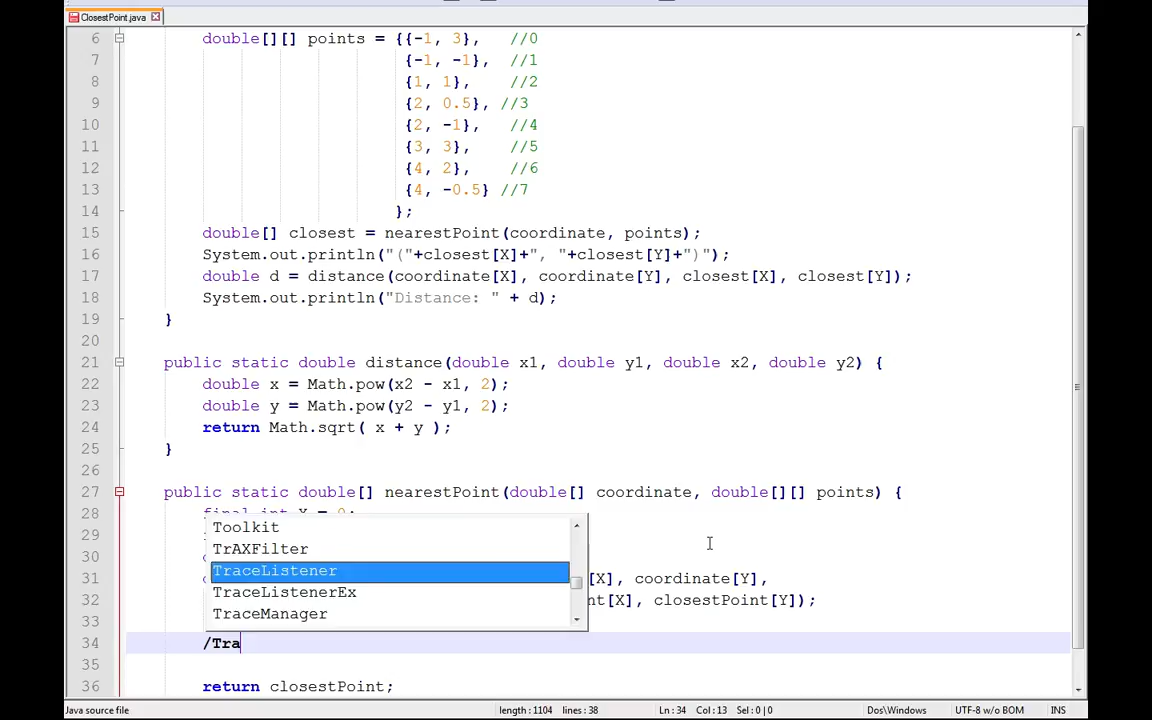 ClosestPoint.java
6 double[][] points = {{-1, 3}, //0
7 {-1, -1}, //1
8 {1, 1}, //2
9 {2, 0.5}, //3
10 {2, -1}, //4
11 {3, 3}, //5
12 {4, 2}, //6
13 {4, -0.5} //7
14 };
15 double[] closest = nearestPoint(coordinate, points);
16 System.out.println("("+closest[X]+", "+closest[Y]+")");
17 double d = distance(coordinate[X], coordinate[Y], closest[X], closest[Y]);
18 System.out.println("Distance: " + d);
19 }
20
21 public static double distance(double x1, double y1, double x2, double y2) {
22 double x = Math.pow(x2 - x1, 2);
23 double y = Math.pow(y2 - y1, 2);
24 return Math.sqrt( x + y );
25 }
26
27 public static double[] nearestPoint(double[] coordinate, double[][] points) {
28 final int X = 0;
29
Toolkit
30
TrAXFilter
31 TraceListener [X], coordinate[Y],
32 TraceListenerEx nt[X], closestPoint[Y]);
33 TraceManager
34 /Tra
35
36 return closestPoint;
Java source file length : 1104 lines : 38 Ln : 34 Col : 13 Sel : 0 | 0 Dos\Windows UTF-8 w/o BOM INS